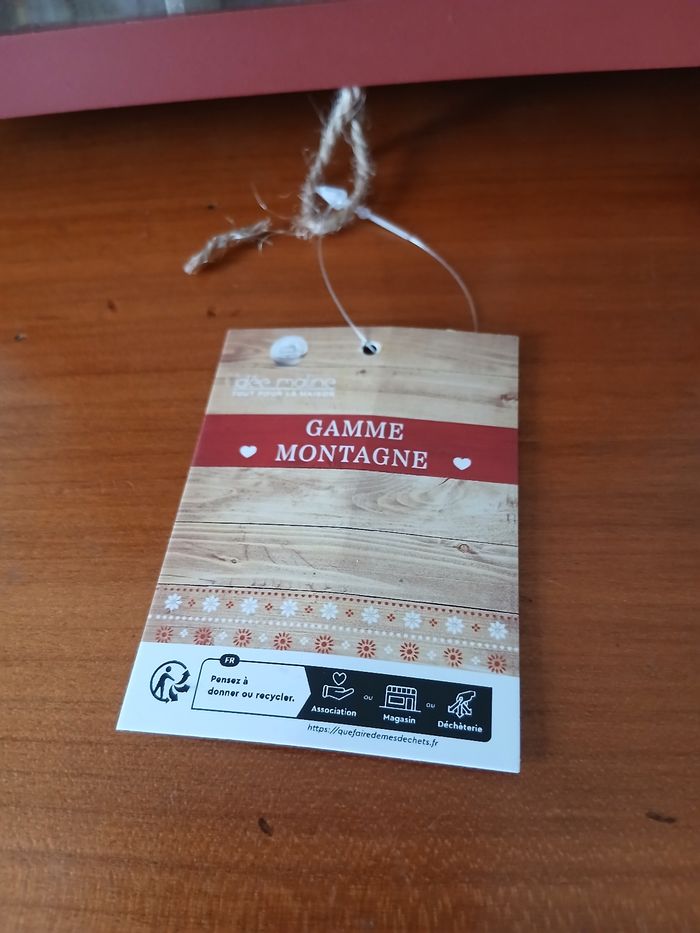 idée maline
TOUT POUR LA MAISON
GAMME
MONTAGNE
FR
Pensez à
donner ou recycler.
Association
ou
Magasin
ou
Déchèterie
https://quefairedemesdechets.fr